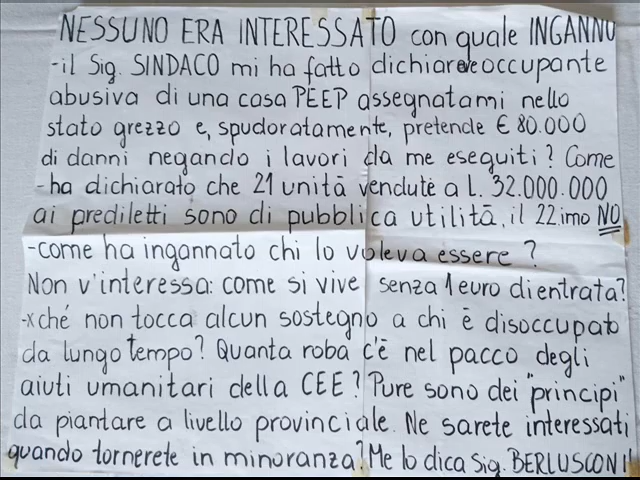 NESSUNO ERA INTERESSATO con quale INGANNO
-il Sig. SINDACO mi ha fatto dichiarare occupante
abusiva di una casa PEEP assegnatami nello
stato grezzo e, spudoratamente, pretende € 80.000
di danni negando i lavori da me eseguiti? Come
-ha dichiarato che 21 unità vendute a L. 32.000.000
ai prediletti sono di pubblica utilità, il 22.imo NO
-come ha ingannato chi lo voleva essere?
Non v'interessa: come si vive senza 1 euro di entrata?
-xché non tocca alcun sostegno a chi è disoccupato
da lungo tempo? Quanta roba c'è nel pacco degli
aiuti umanitari della CEE? Pure sono dei "principi"
da piantare a livello provinciale. Ne sarete interessati
quando tornerete in minoranza? Me lo dica Sig. BERLUSCONI!